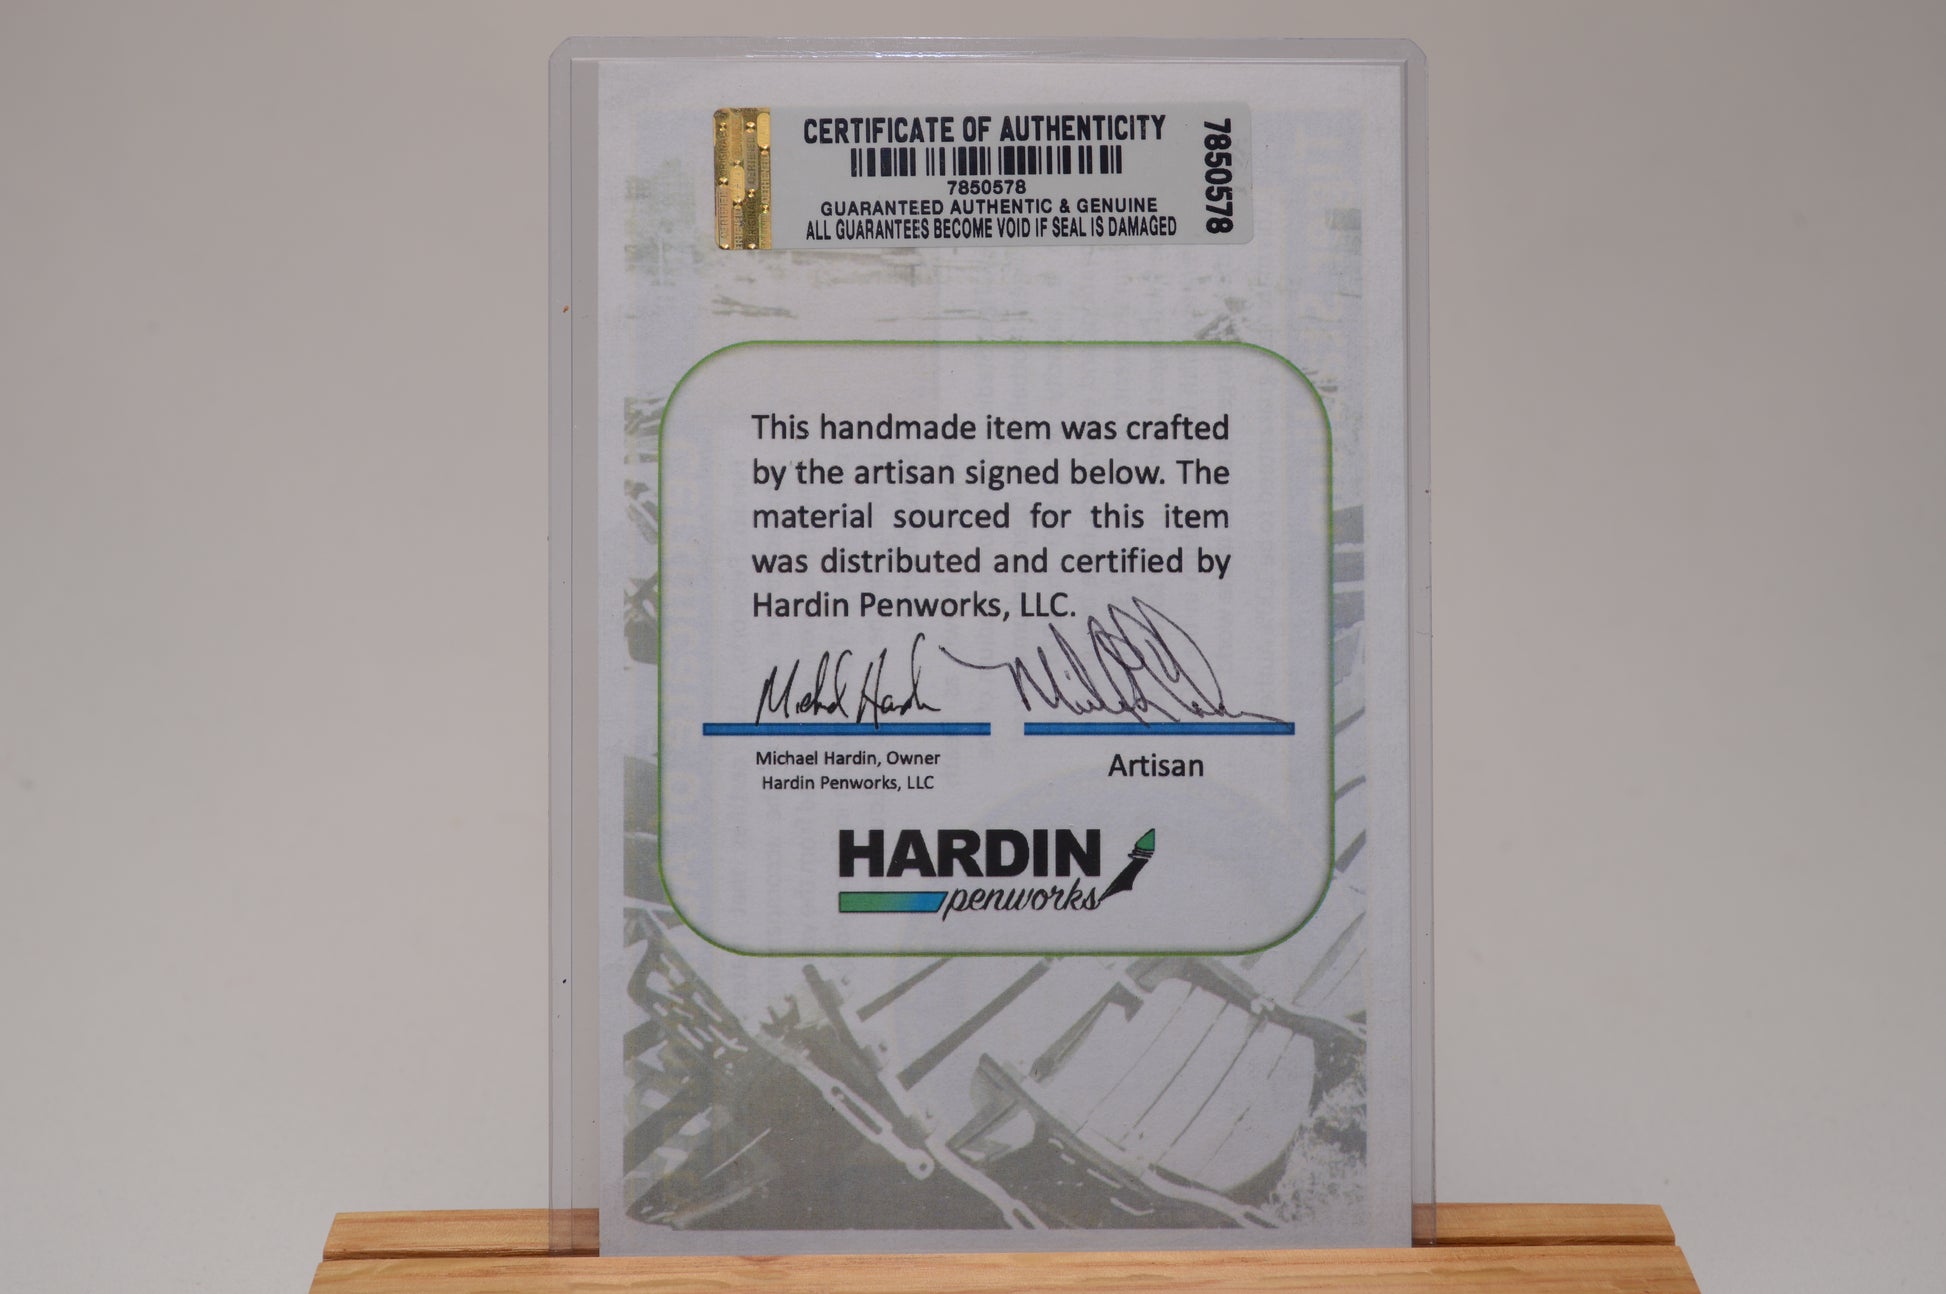 CERTIFICATE OF AUTHENTICITY
7850578
GUARANTEED AUTHENTIC & GENUINE
ALL GUARANTEES BECOME VOID IF SEAL IS DAMAGED
7850578
This handmade item was crafted
by the artisan signed below. The
material sourced for this item
was distributed and certified by
Hardin Penworks, LLC.
Michael Hardin
Michael Hardin, Owner
Hardin Penworks, LLC
Artisan
HARDIN
penworks